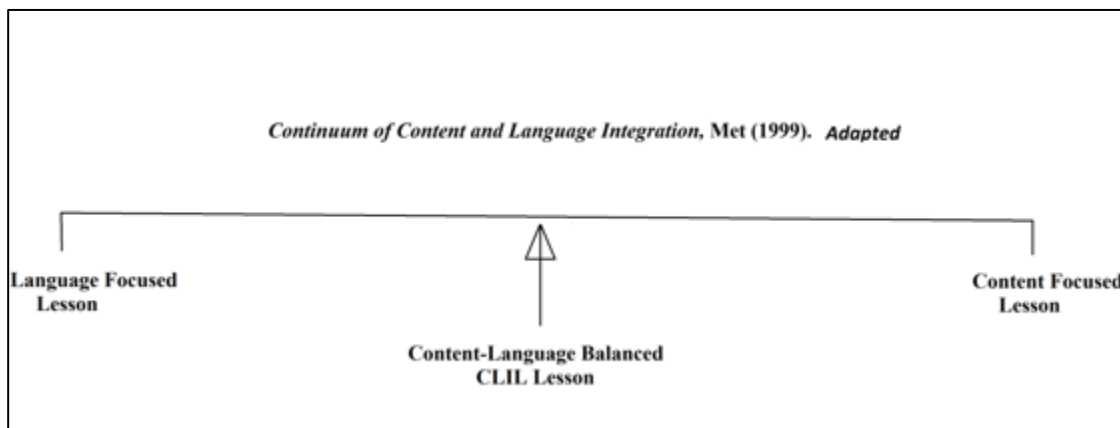 Continuum of Content and Language Integration, Met (1999). Adapted
Language Focused
Lesson
Content Focused
Lesson
Content-Language Balanced
CLIL Lesson